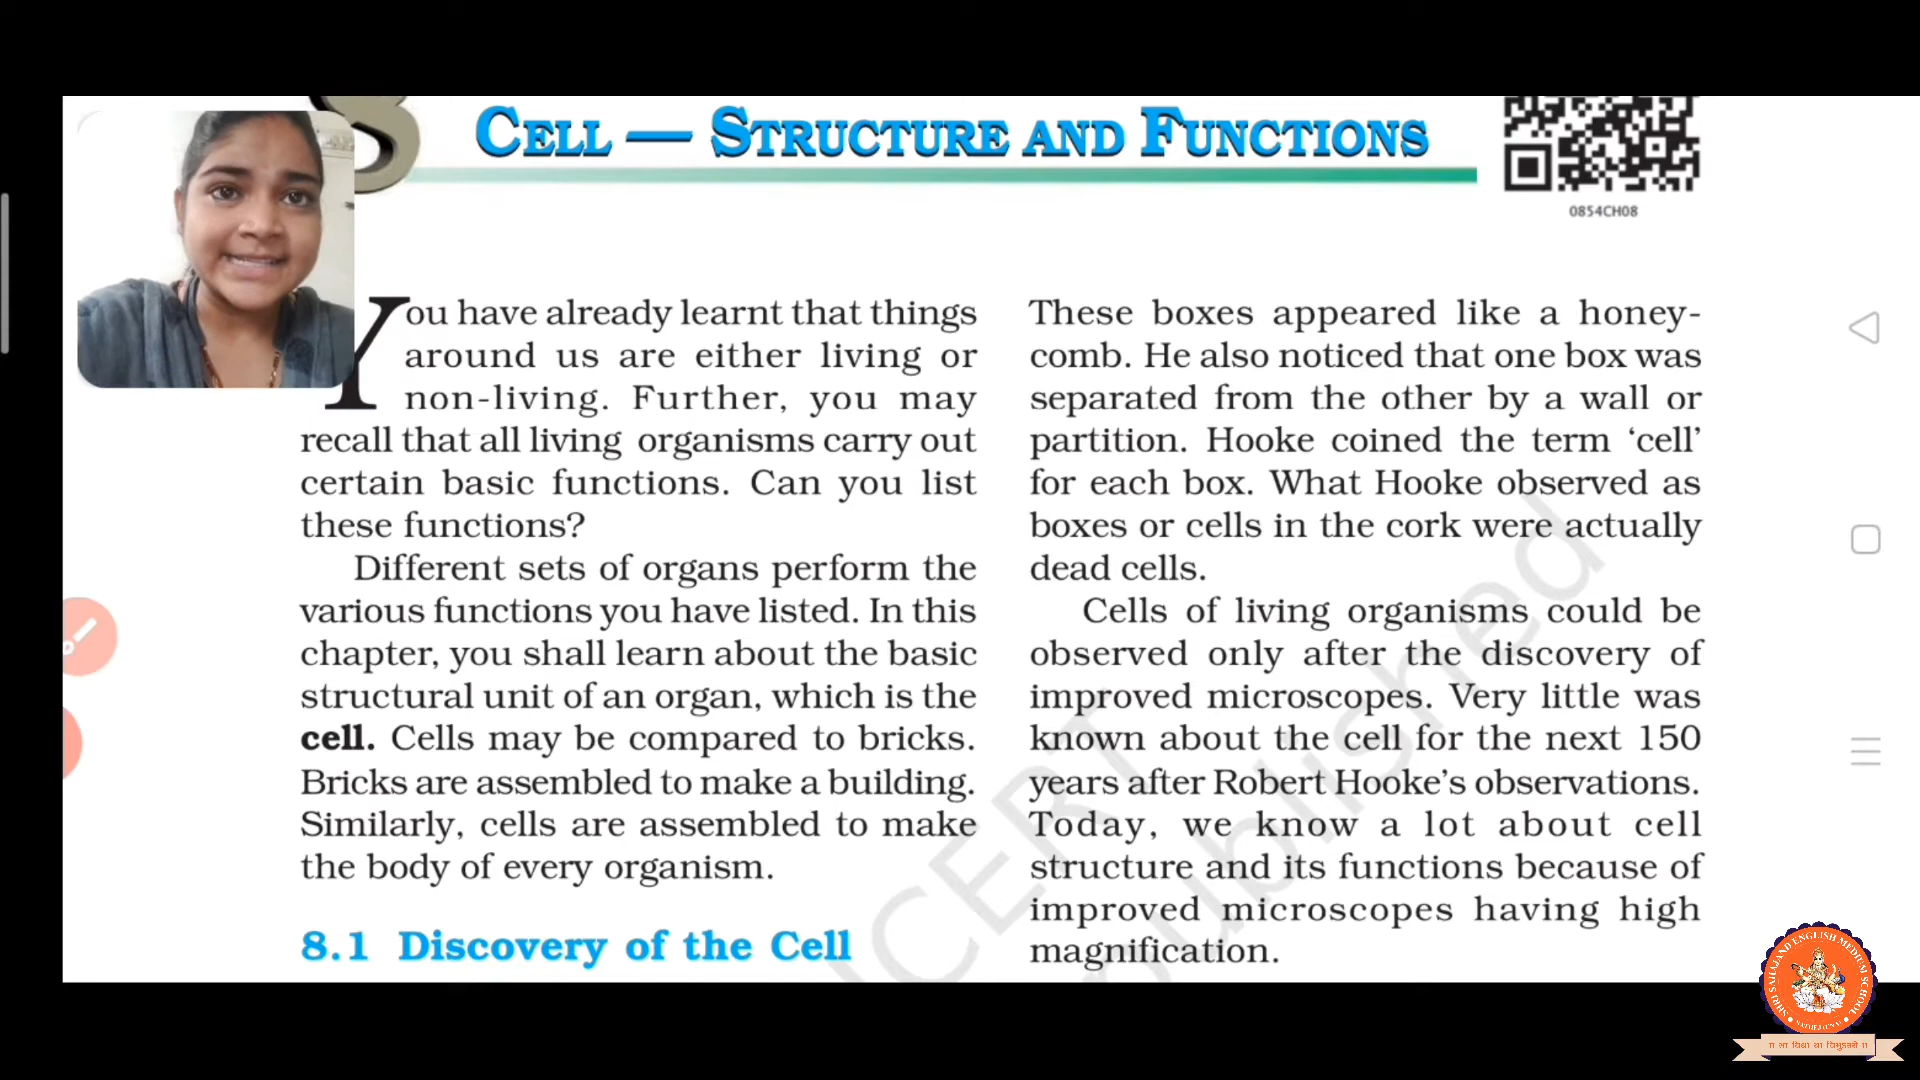 8
CELL — STRUCTURE AND FUNCTIONS
0854CH08
You have already learnt that things
around us are either living or
non-living. Further, you may
recall that all living organisms carry out
certain basic functions. Can you list
these functions?
Different sets of organs perform the
various functions you have listed. In this
chapter, you shall learn about the basic
structural unit of an organ, which is the
cell. Cells may be compared to bricks.
Bricks are assembled to make a building.
Similarly, cells are assembled to make
the body of every organism.
8.1 Discovery of the Cell
These boxes appeared like a honey-
comb. He also noticed that one box was
separated from the other by a wall or
partition. Hooke coined the term ‘cell’
for each box. What Hooke observed as
boxes or cells in the cork were actually
dead cells.
Cells of living organisms could be
observed only after the discovery of
improved microscopes. Very little was
known about the cell for the next 150
years after Robert Hooke’s observations.
Today, we know a lot about cell
structure and its functions because of
improved microscopes having high
magnification.
NCERT
published
SHRI SAHAJANAND ENGLISH MEDIUM SCHOOL
॥ सा विद्या या विमुक्तये ॥